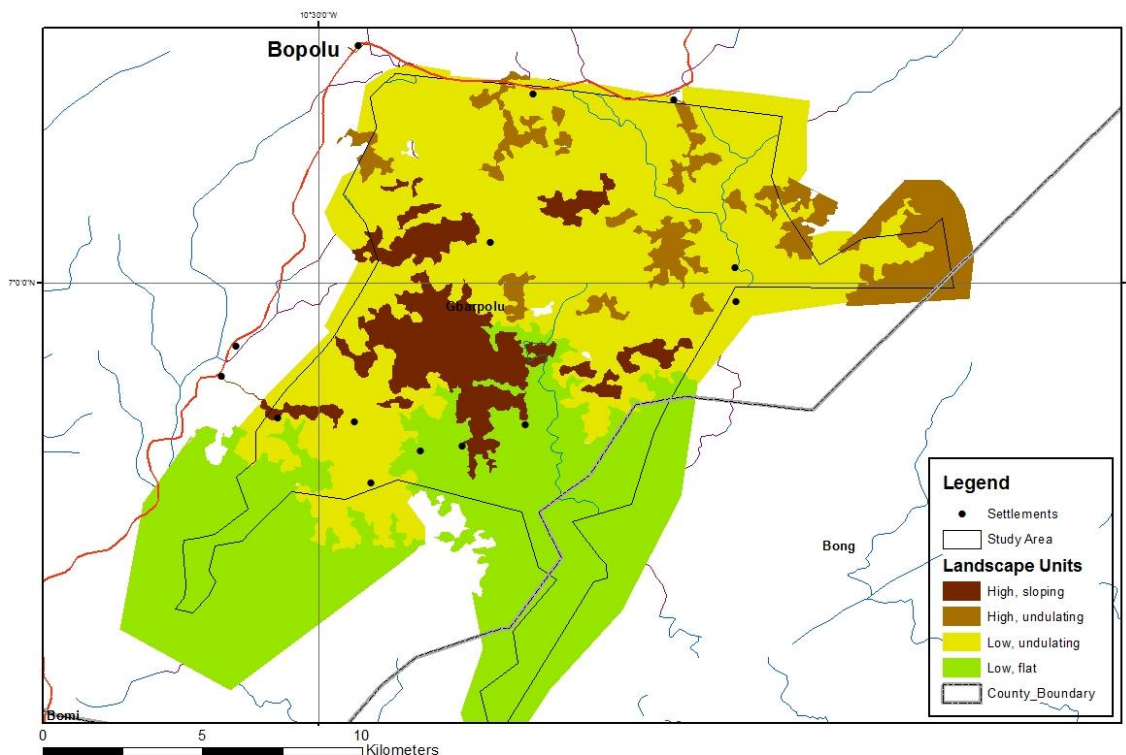 10°30'0"W
Bopolu
7°0'0"N
Gbarpolu
Bong
Bomi
Legend
Settlements
Study Area
Landscape Units
High, sloping
High, undulating
Low, undulating
Low, flat
County_Boundary
0 5 10
Kilometers